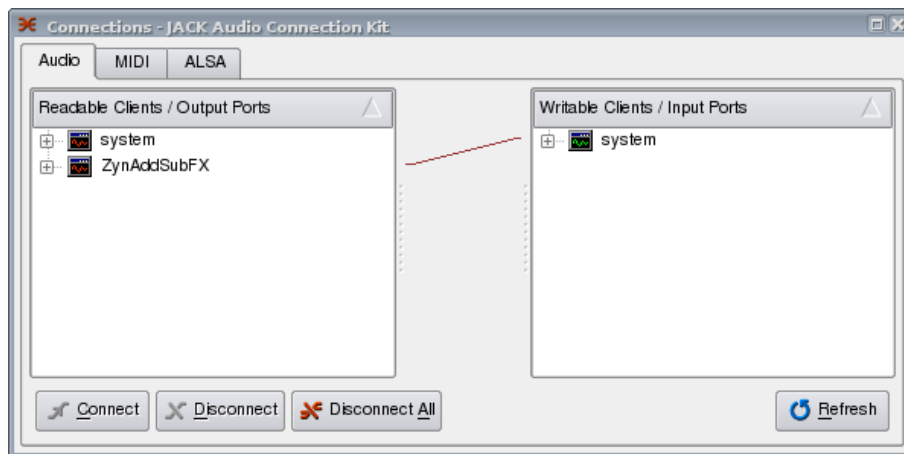 Connections - JACK Audio Connection Kit
Audio MIDI ALSA
Readable Clients / Output Ports Writable Clients / Input Ports
system system
ZynAddSubFX
Connect Disconnect Disconnect All Refresh